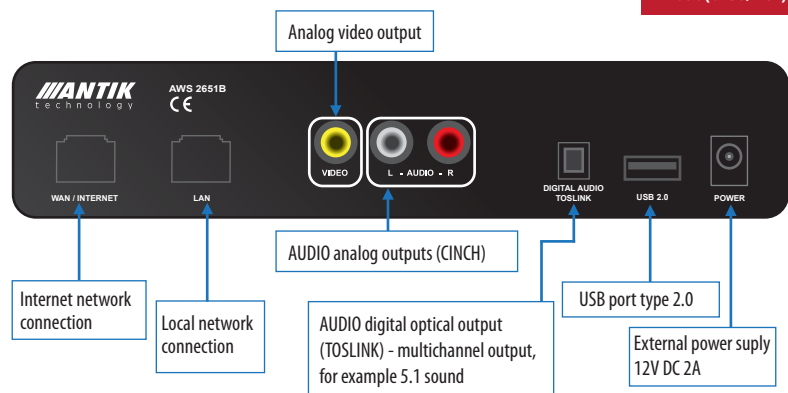 Analog video output
ANTIK
technology
AWS 2651B
CE
VIDEO
L - AUDIO - R
WAN / INTERNET
LAN
DIGITAL AUDIO
TOSLINK
USB 2.0
POWER
AUDIO analog outputs (CINCH)
Internet network
connection
Local network
connection
AUDIO digital optical output
(TOSLINK) - multichannel output,
for example 5.1 sound
USB port type 2.0
External power suply
12V DC 2A